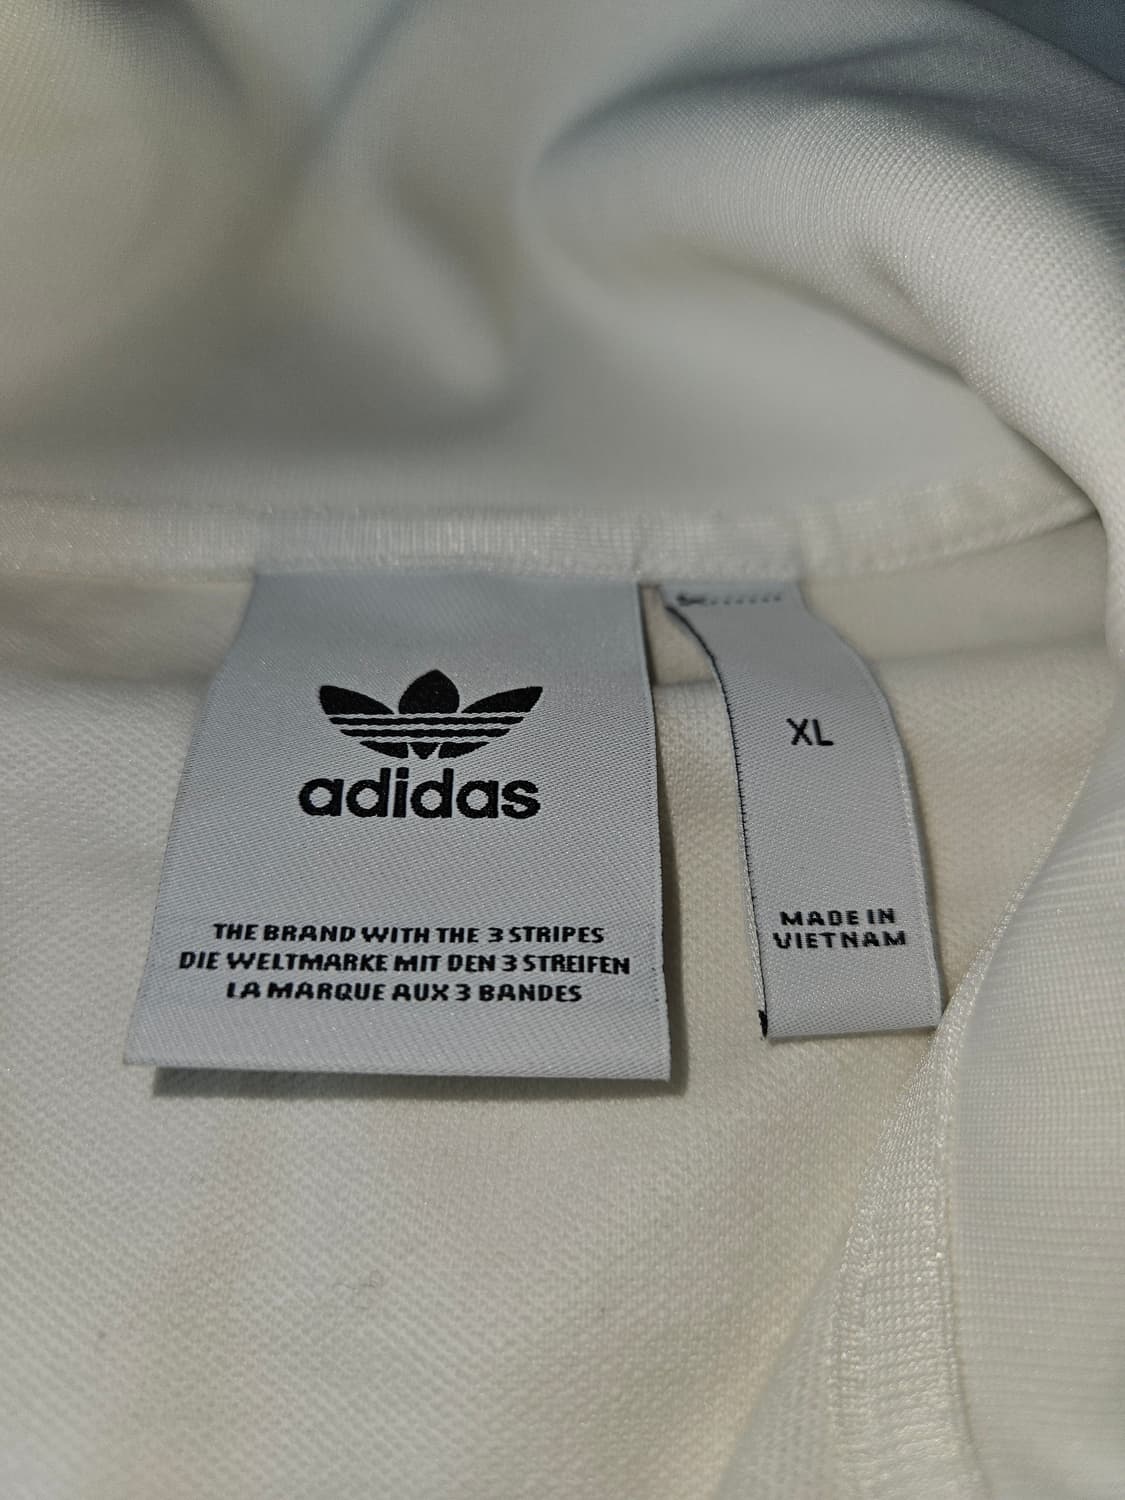 adidas
THE BRAND WITH THE 3 STRIPES
DIE WELTMARKE MIT DEN 3 STREIFEN
LA MARQUE AUX 3 BANDES
XL
MADE IN
VIETNAM